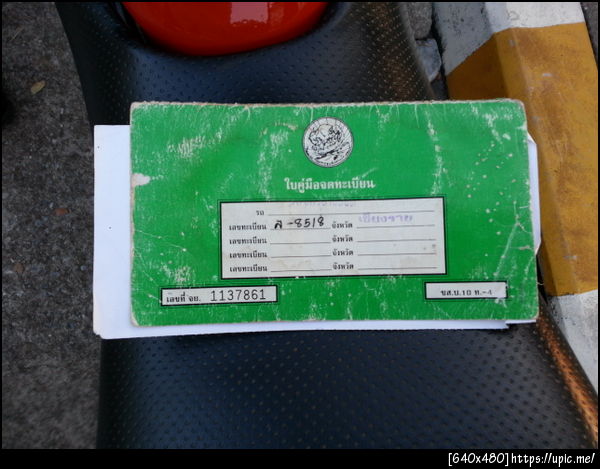 ใบคู่มือจดทะเบียน
รถ
เลขทะเบียน ล-8518 จังหวัด เชียงราย
เลขทะเบียน จังหวัด
เลขทะเบียน จังหวัด
เลขทะเบียน จังหวัด
เลขที่ จย. 1137861
ขส.บ.10 ท.-4
[640x480]https://upic.me/